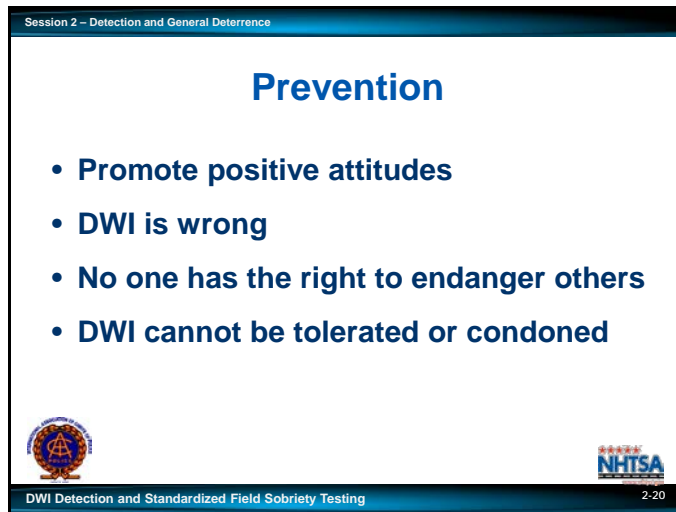 Session 2 – Detection and General Deterrence
Prevention
• Promote positive attitudes
• DWI is wrong
• No one has the right to endanger others
• DWI cannot be tolerated or condoned
NHTSA
DWI Detection and Standardized Field Sobriety Testing
2-20